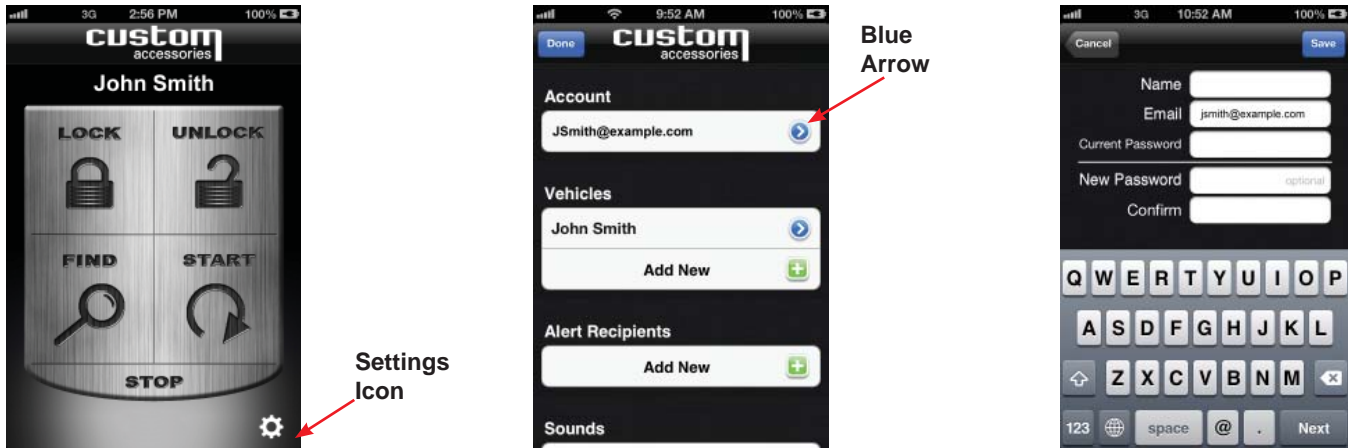 3G 2:56 PM 100%
custom
accessories
John Smith
LOCK UNLOCK
FIND START
STOP
Settings
Icon
9:52 AM 100%
Done custom
accessories
Account
JSmith@example.com
Vehicles
John Smith
Add New
Alert Recipients
Add New
Sounds
Blue
Arrow
3G 10:52 AM 100%
Cancel Save
Name
Email jsmith@example.com
Current Password
New Password optional
Confirm
Q W E R T Y U I O P
A S D F G H J K L
Z X C V B N M
123 space @ . Next